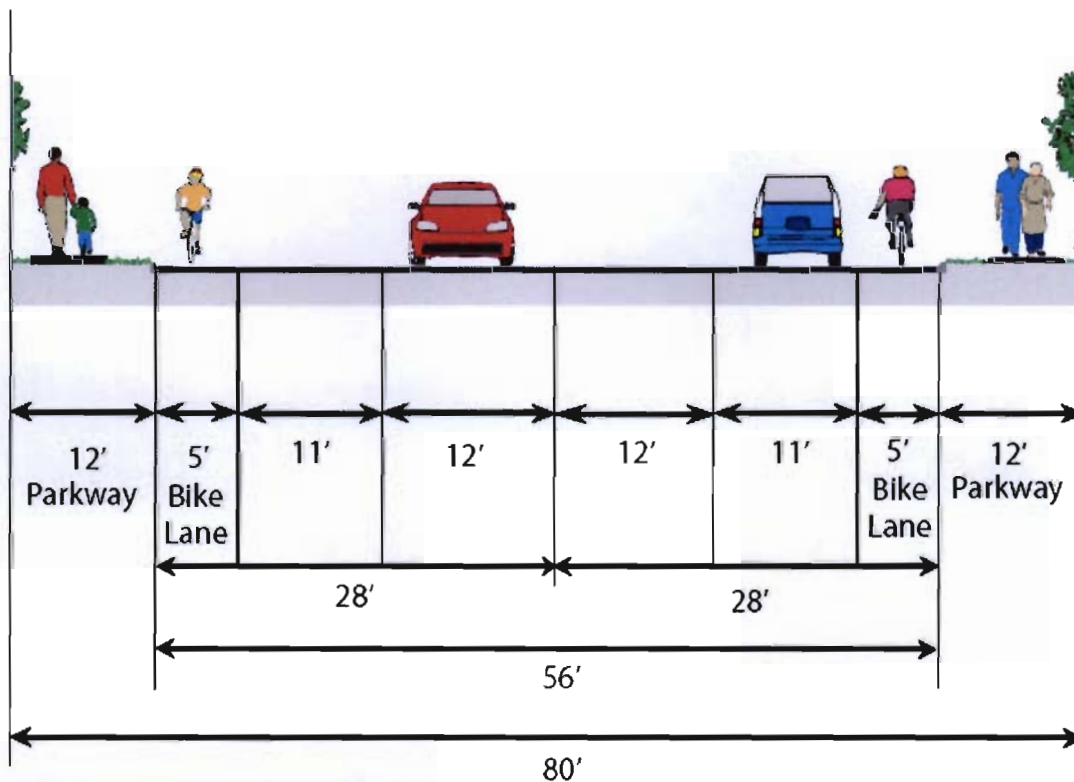 12' 5' 11' 12' 12' 11' 5' 12'
Parkway Bike Bike Parkway
Lane Lane
28' 28'
56'
80'